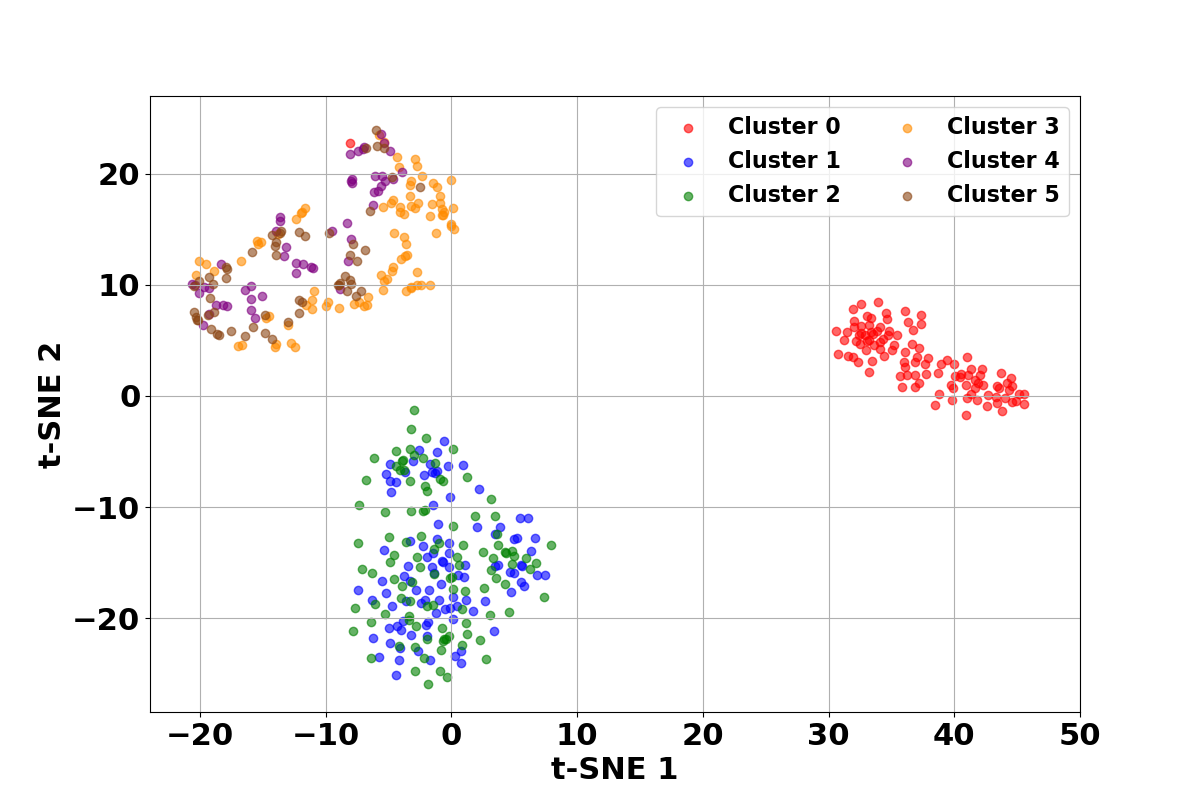 Cluster 0
Cluster 1
Cluster 2
Cluster 3
Cluster 4
Cluster 5
20
10
0
−10
−20
t-SNE 2
−20 −10 0 10 20 30 40 50
t-SNE 1